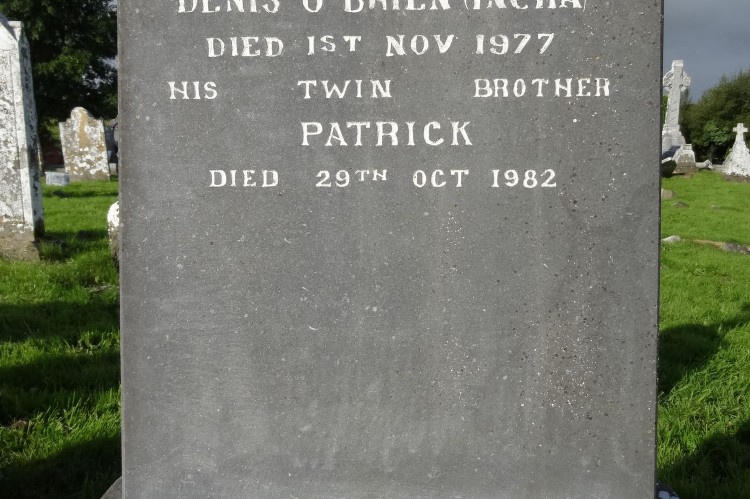 DENIS O'BRIEN (INCHA)
DIED 1ST NOV 1977
HIS TWIN BROTHER
PATRICK
DIED 29TH OCT 1982